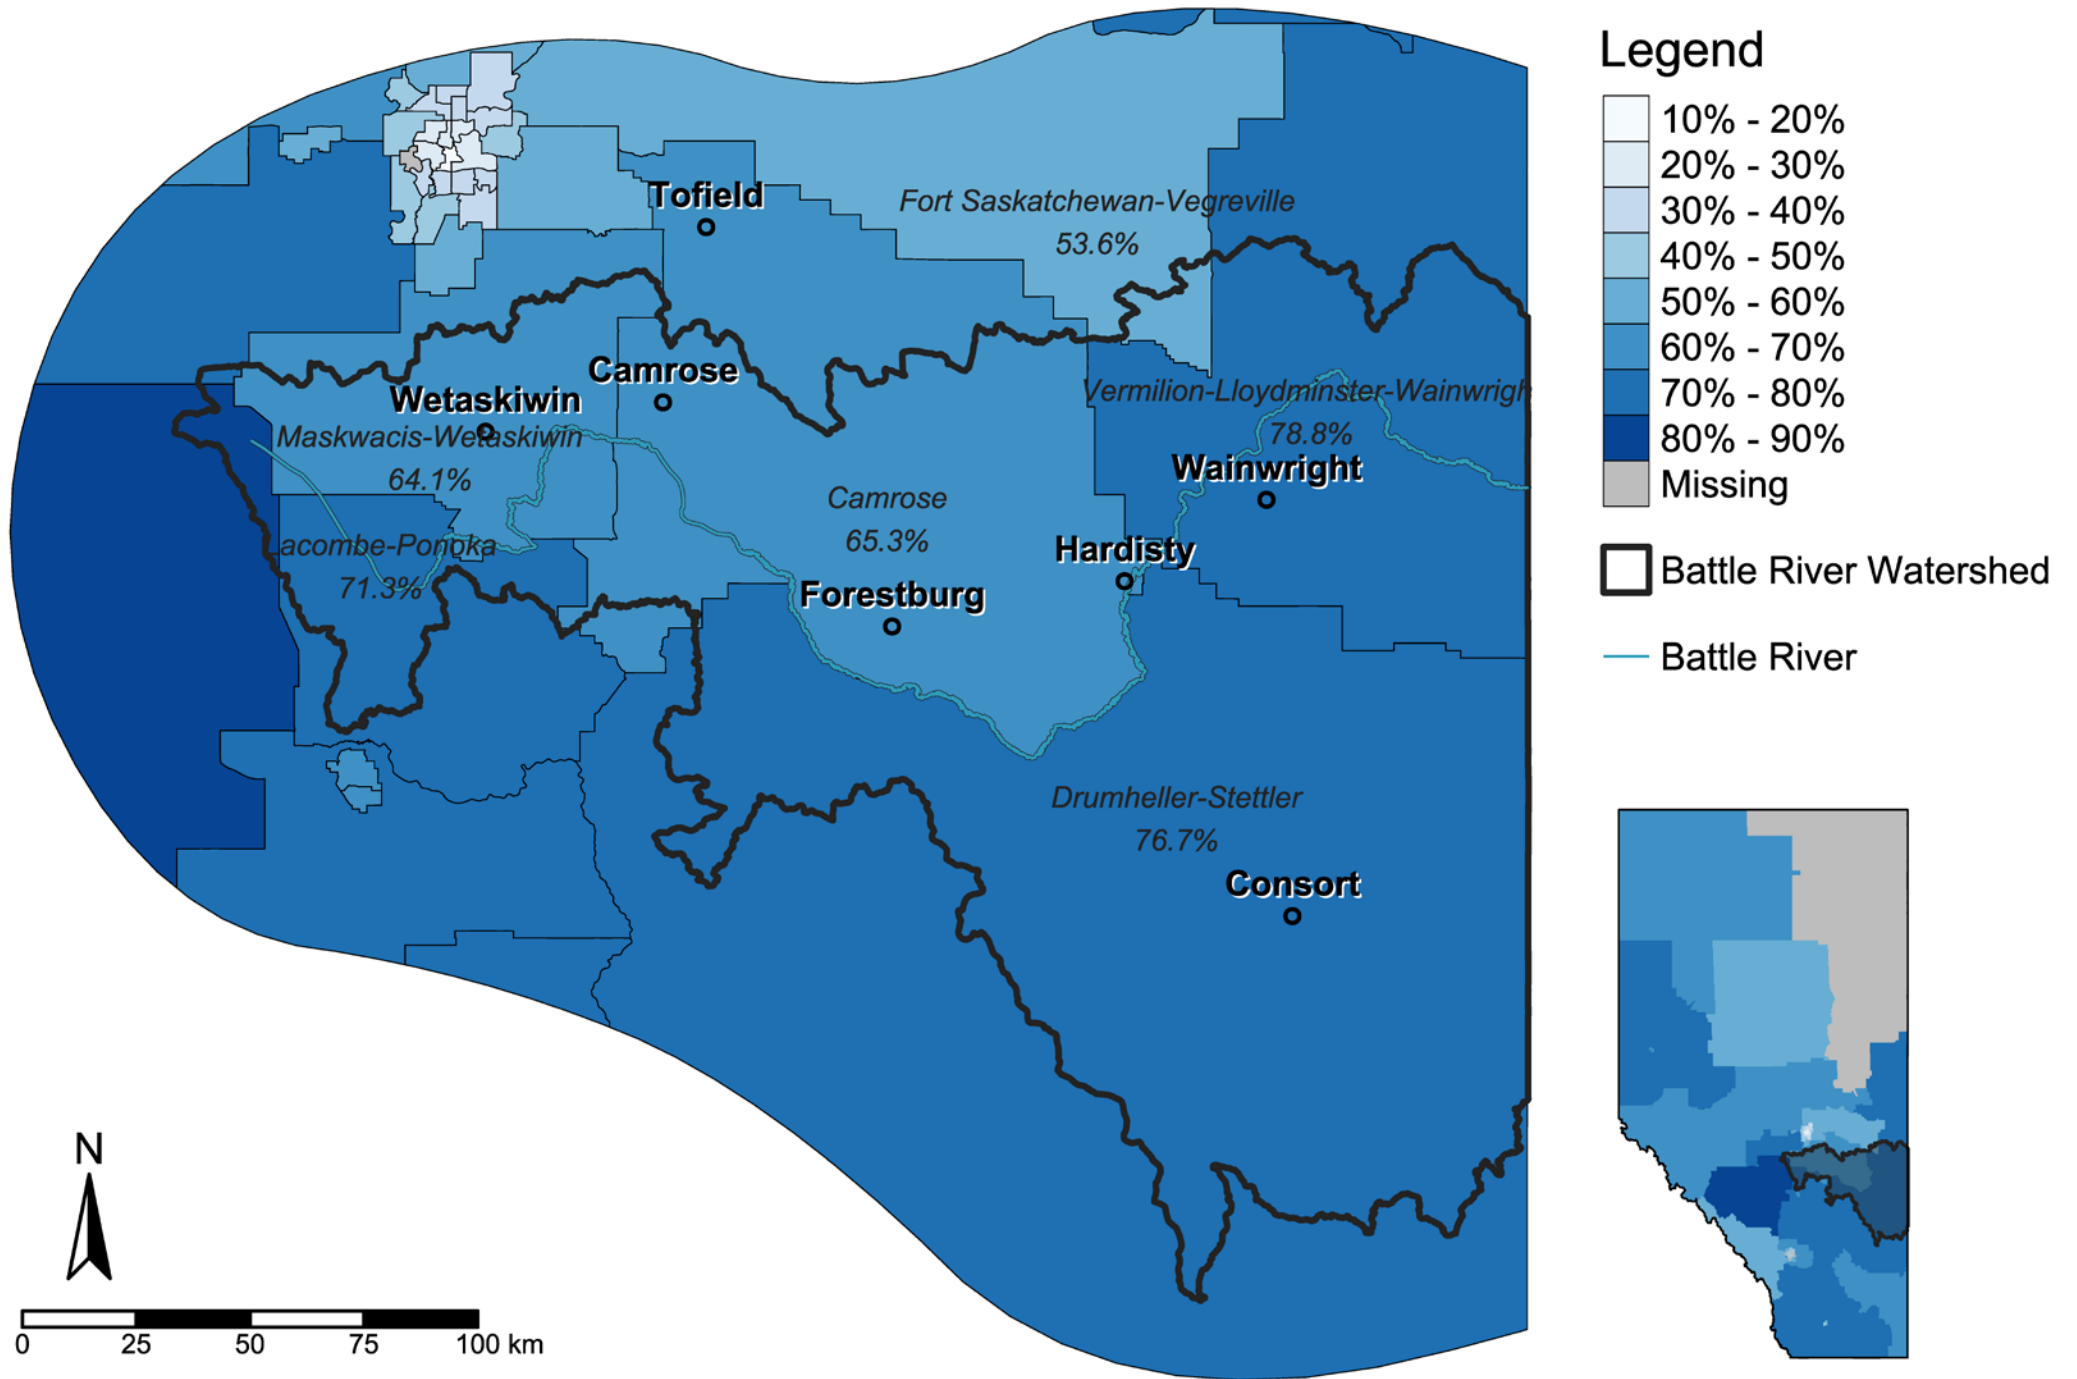 Legend
10% - 20%
20% - 30%
30% - 40%
40% - 50%
50% - 60%
60% - 70%
70% - 80%
80% - 90%
Missing
Battle River Watershed
Battle River
Tofield
Fort Saskatchewan-Vegreville
53.6%
Camrose
Wetaskiwin
Maskwacis-Wetaskiwin
64.1%
Vermilion-Lloydminster-Wainwrigh
78.8%
Wainwright
Camrose
65.3%
acombe-Ponoka
71.3%
Hardisty
Forestburg
Drumheller-Stettler
76.7%
Consort
N
0 25 50 75 100 km